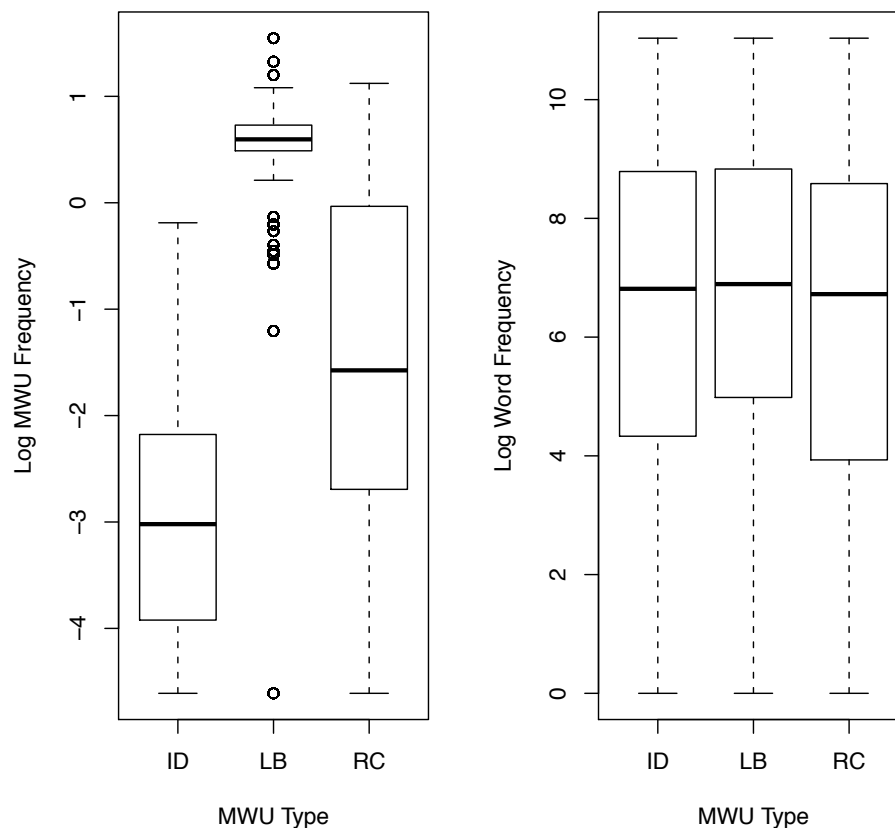 Log MWU Frequency
1
0
−1
−2
−3
−4
ID LB RC
MWU Type
Log Word Frequency
10
8
6
4
2
0
ID LB RC
MWU Type